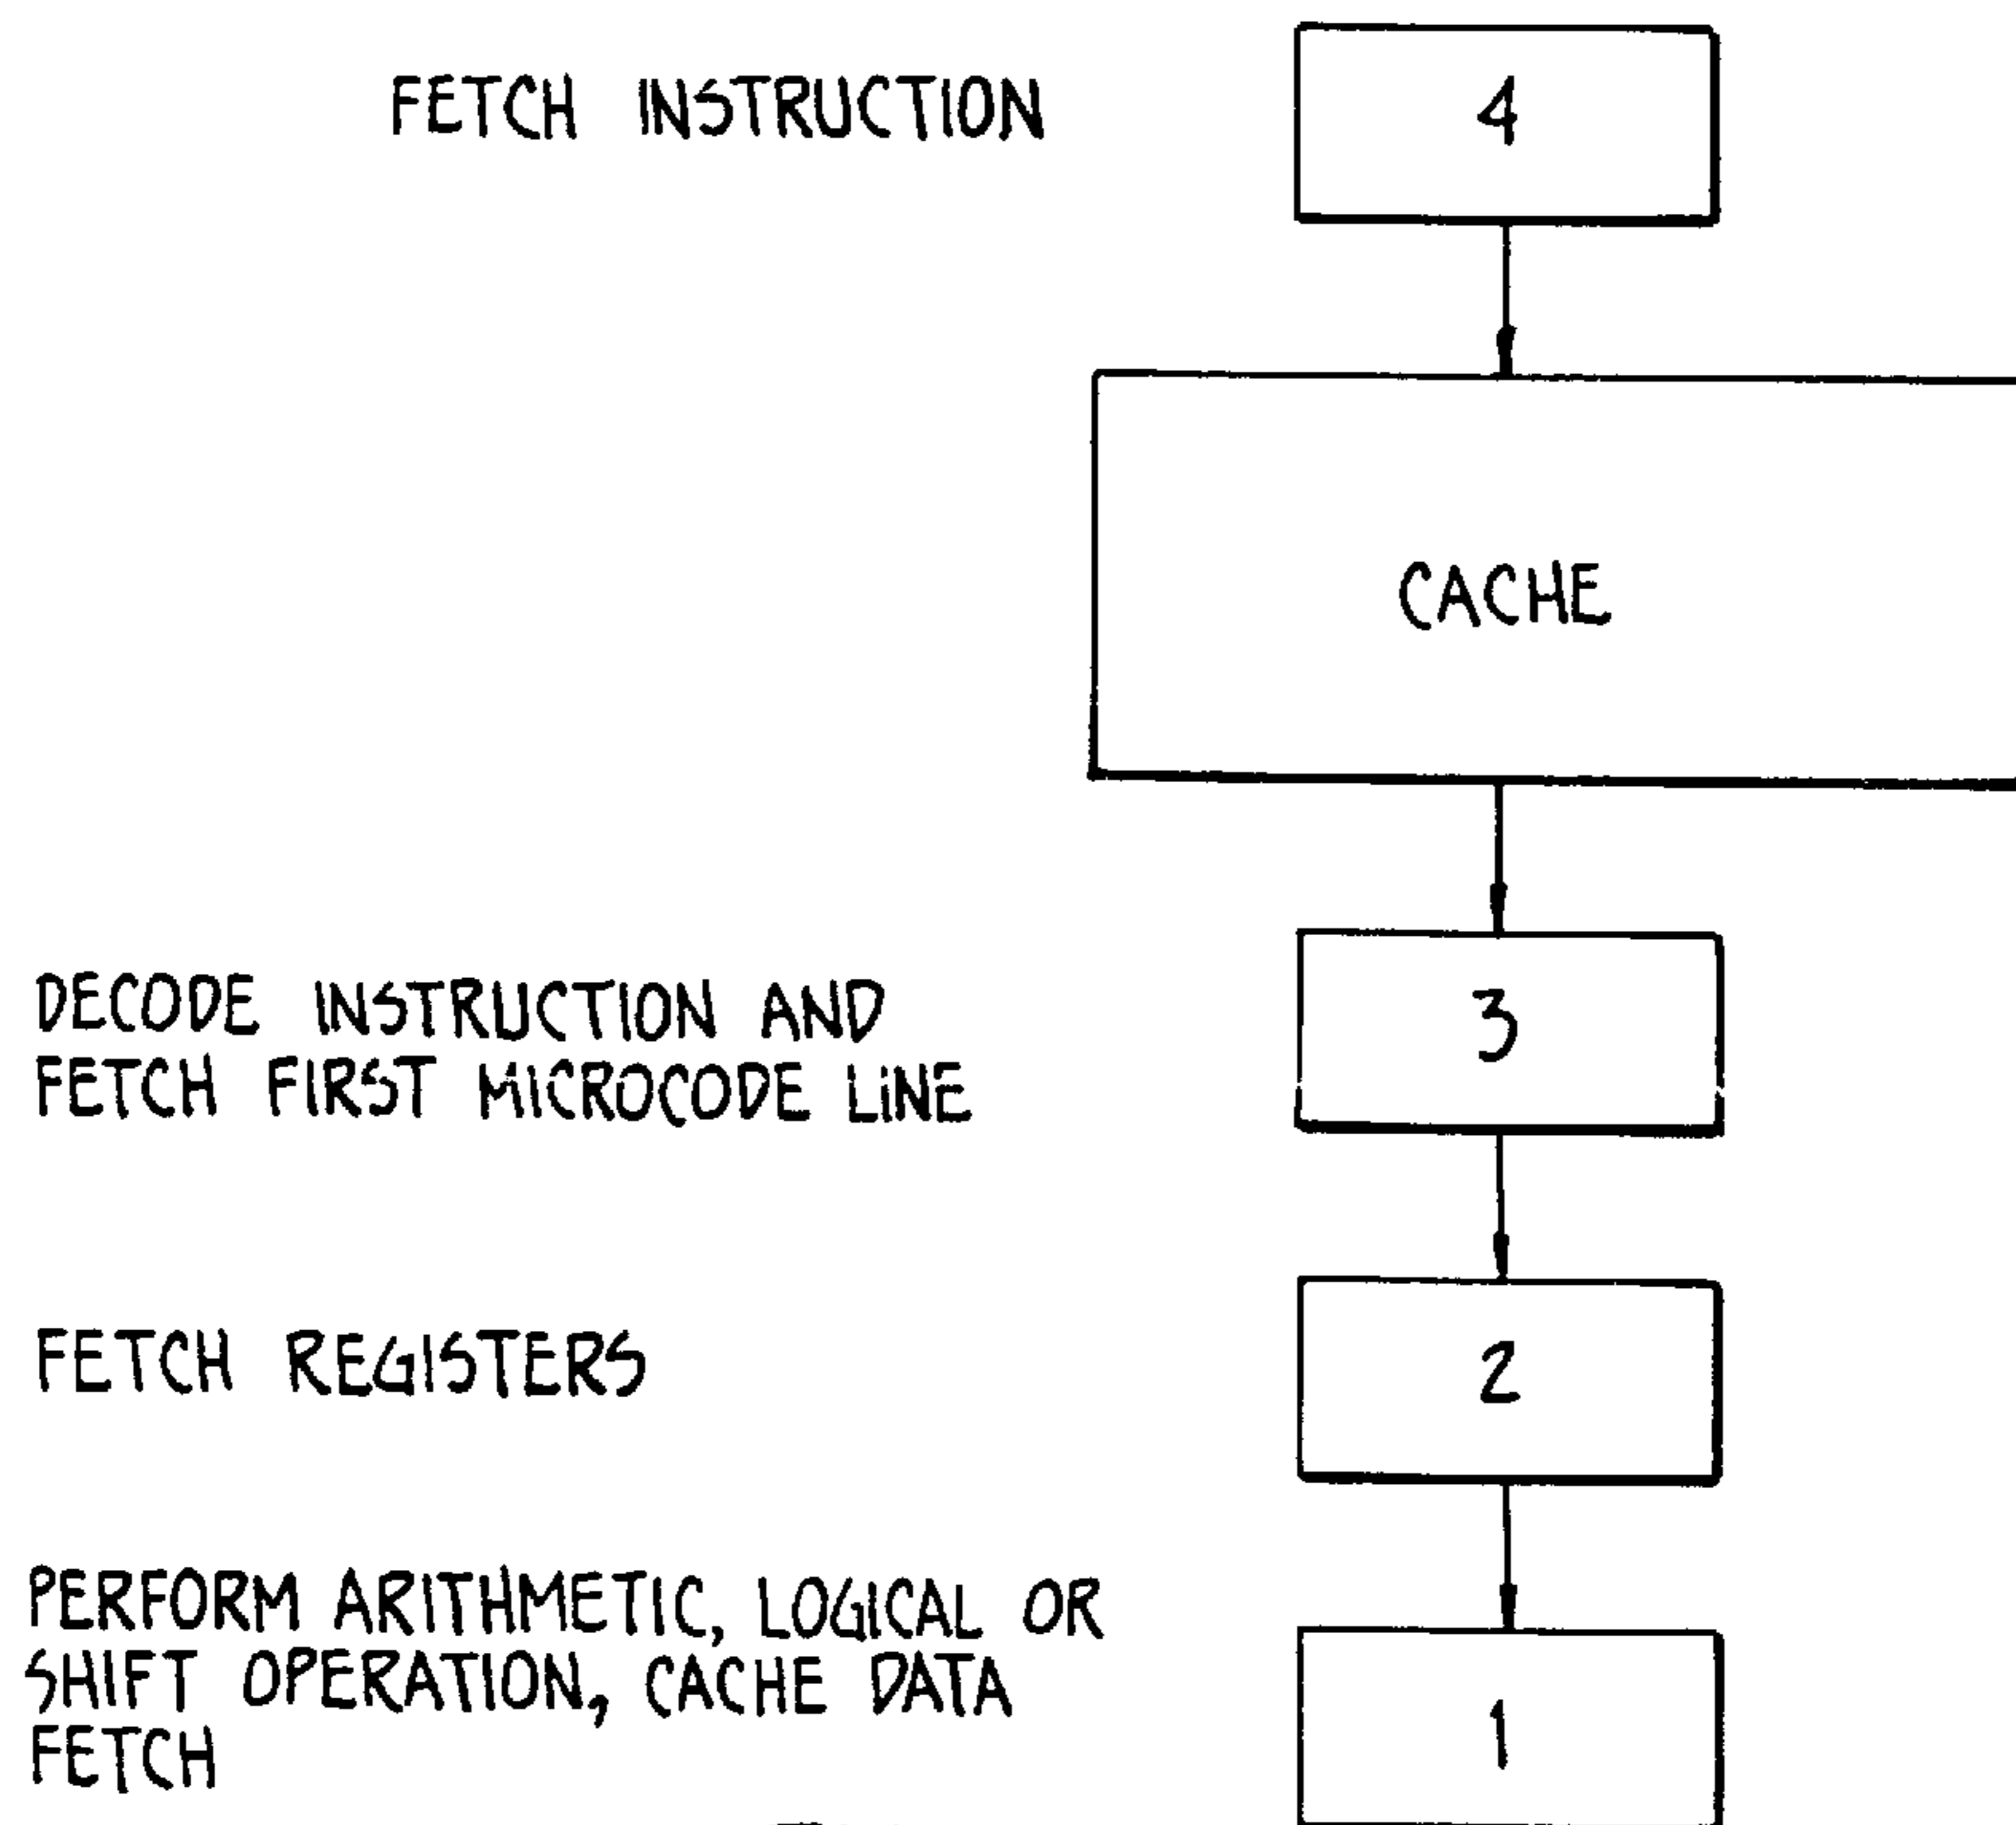 FETCH INSTRUCTION
4
CACHE
DECODE INSTRUCTION AND
FETCH FIRST MICROCODE LINE
3
FETCH REGISTERS
2
PERFORM ARITHMETIC, LOGICAL OR
SHIFT OPERATION, CACHE DATA
FETCH
1